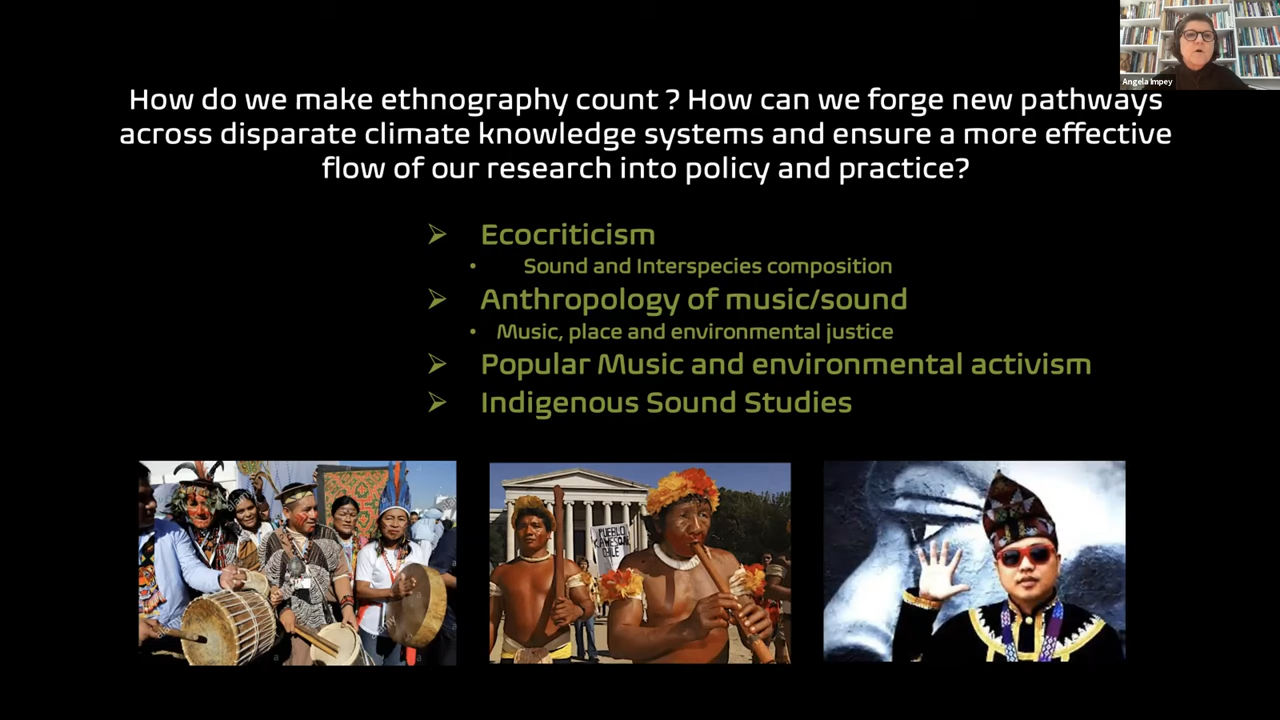 Angela Impey
How do we make ethnography count ? How can we forge new pathways
across disparate climate knowledge systems and ensure a more effective
flow of our research into policy and practice?
Ecocriticism
Sound and Interspecies composition
Anthropology of music/sound
Music, place and environmental justice
Popular Music and environmental activism
Indigenous Sound Studies
PUEBLO
CHILE